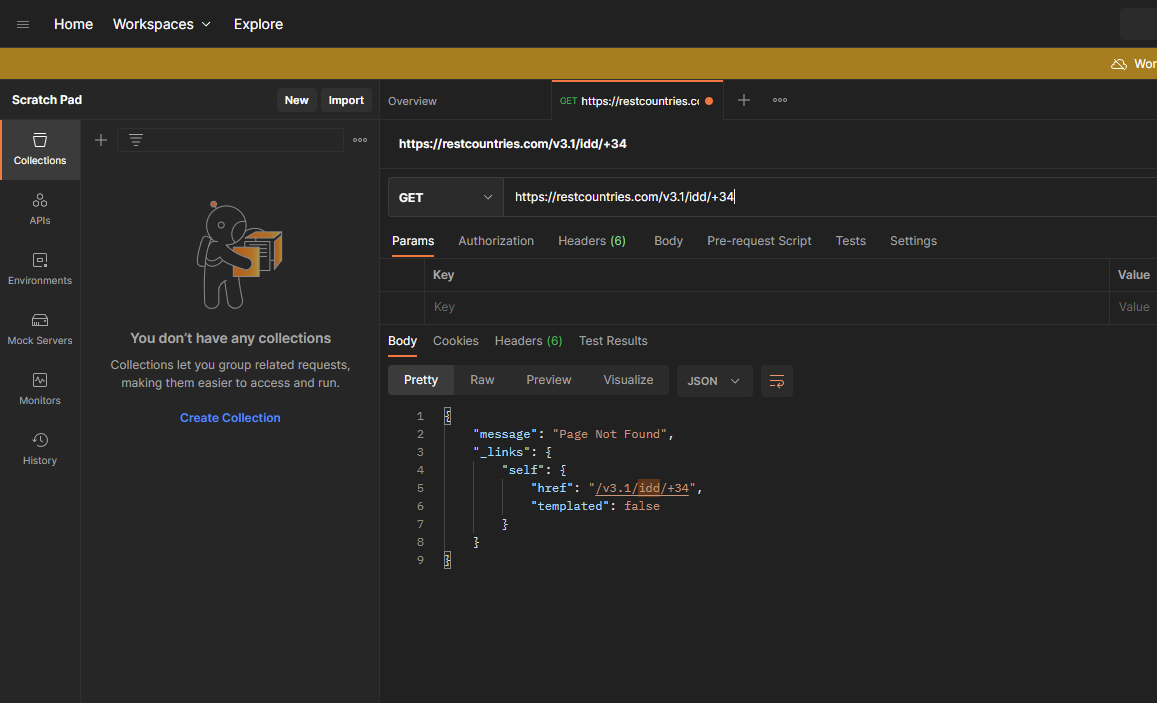 Home Workspaces Explore
Scratch Pad New Import
Overview GET https://restcountries.cc
Collections
APIs
Environments
Mock Servers
Monitors
History
You don't have any collections
Collections let you group related requests,
making them easier to access and run.
Create Collection
https://restcountries.com/v3.1/idd/+34
GET https://restcountries.com/v3.1/idd/+34
Params Authorization Headers (6) Body Pre-request Script Tests Settings
Key Value
Key Value
Body Cookies Headers (6) Test Results
Pretty Raw Preview Visualize JSON
1 {
2 "message": "Page Not Found",
3 "_links": {
4 "self": {
5 "href": "/v3.1/idd/+34",
6 "templated": false
7 }
8 }
9 }